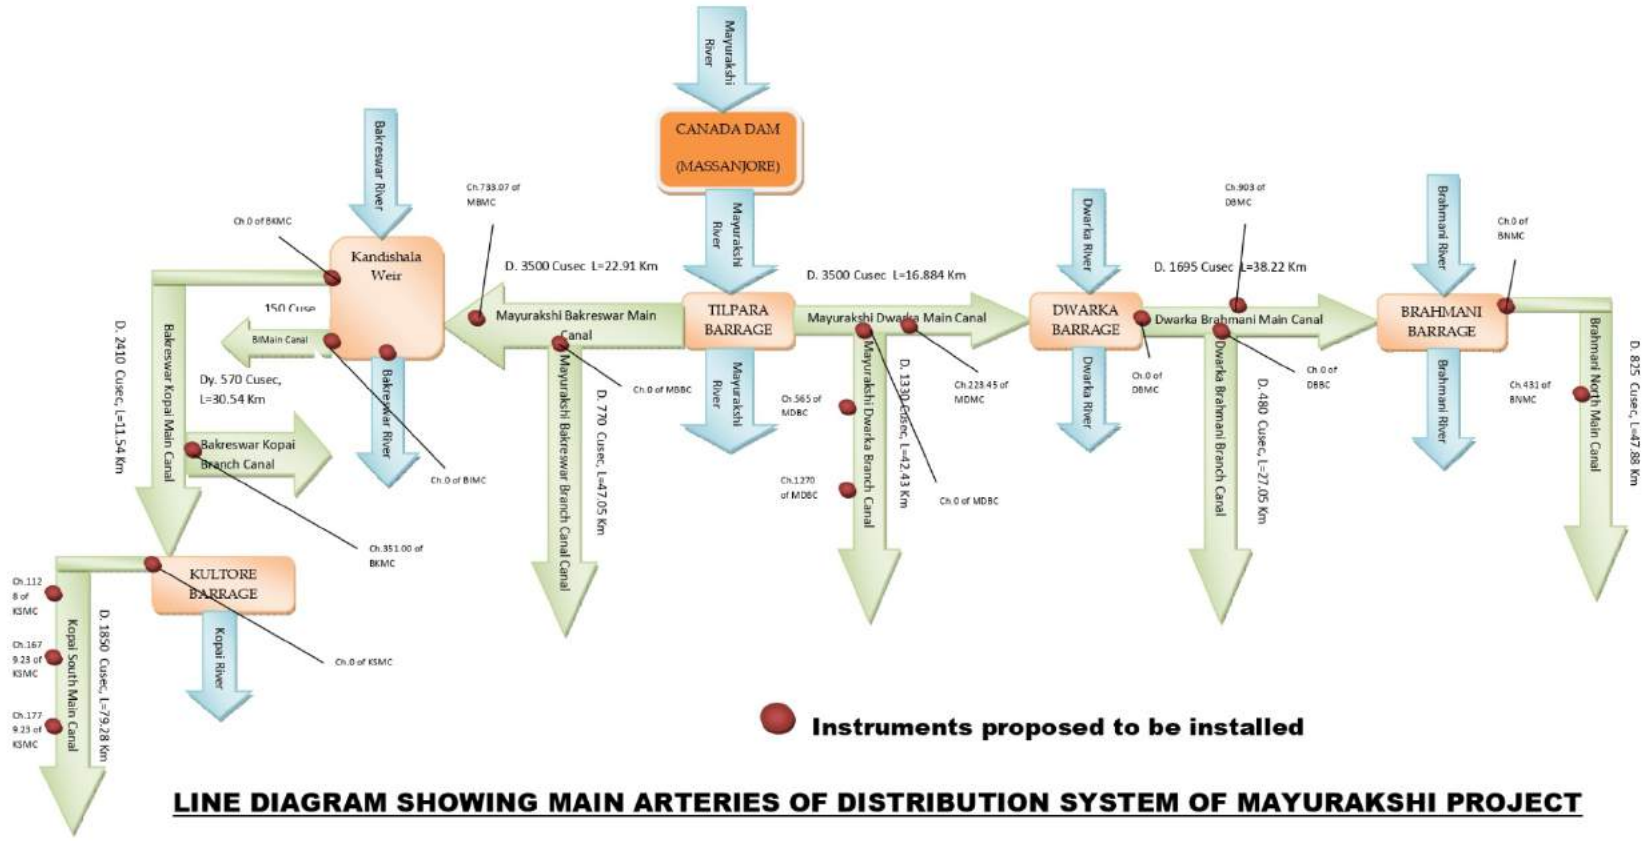 Mayurakshi
River
CANADA DAM
(MASSANJORE)
Mayurakshi
River
Bakreswar River
Ch.0 of BKMC
Kandishala
Weir
Ch.733.07 of
MBMC
D. 3500 Cusec L=22.91 Km
Mayurakshi Bakreswar Main
Canal
TILPARA
BARRAGE
D. 3500 Cusec L=16.884 Km
Mayurakshi Dwarka Main Canal
Dwarka River
DWARKA
BARRAGE
Ch.903 of
DBMC
D. 1695 Cusec L=38.22 Km
Dwarka Brahmani Main Canal
Brahmani River
BRAHMANI
BARRAGE
Ch.0 of
BNMC
150 Cuse
BIMain Canal
Dy. 570 Cusec,
L=30.54 Km
Bakreswar Kopai
Branch Canal
D. 2410 Cusec, L=11.54 Km
Bakreswar Kopai Main Canal
Bakreswar River
Ch.0 of BIMC
Ch.351.00 of
BKMC
Mayurakshi Bakreswar Branch Canal Canal
D. 770 Cusec, L=47.05 Km
Ch.0 of MBBC
Mayurakshi
River
Ch.565 of
MDBC
Ch.1270
of MDBC
Mayurakshi Dwarka Branch Canal
D. 1330 Cusec, L=42.43 Km
Ch.223.45 of
MDMC
Ch.0 of MDBC
Dwarka River
Ch.0 of
DBMC
Dwarka Brahmani Branch Canal
D. 480 Cusec, L=27.05 Km
Ch.0 of
DBBC
Brahmani River
Ch.431 of
BNMC
Brahmani North Main Canal
D. 825 Cusec, L=47.88 Km
KULTORE
BARRAGE
Kopai River
Ch.0 of KSMC
Ch.112
8 of
KSMC
Ch.167
9.23 of
KSMC
Ch.177
9.23 of
KSMC
Kopai South Main Canal
D. 1850 Cusec, L=79.28 Km
Instruments proposed to be installed
LINE DIAGRAM SHOWING MAIN ARTERIES OF DISTRIBUTION SYSTEM OF MAYURAKSHI PROJECT